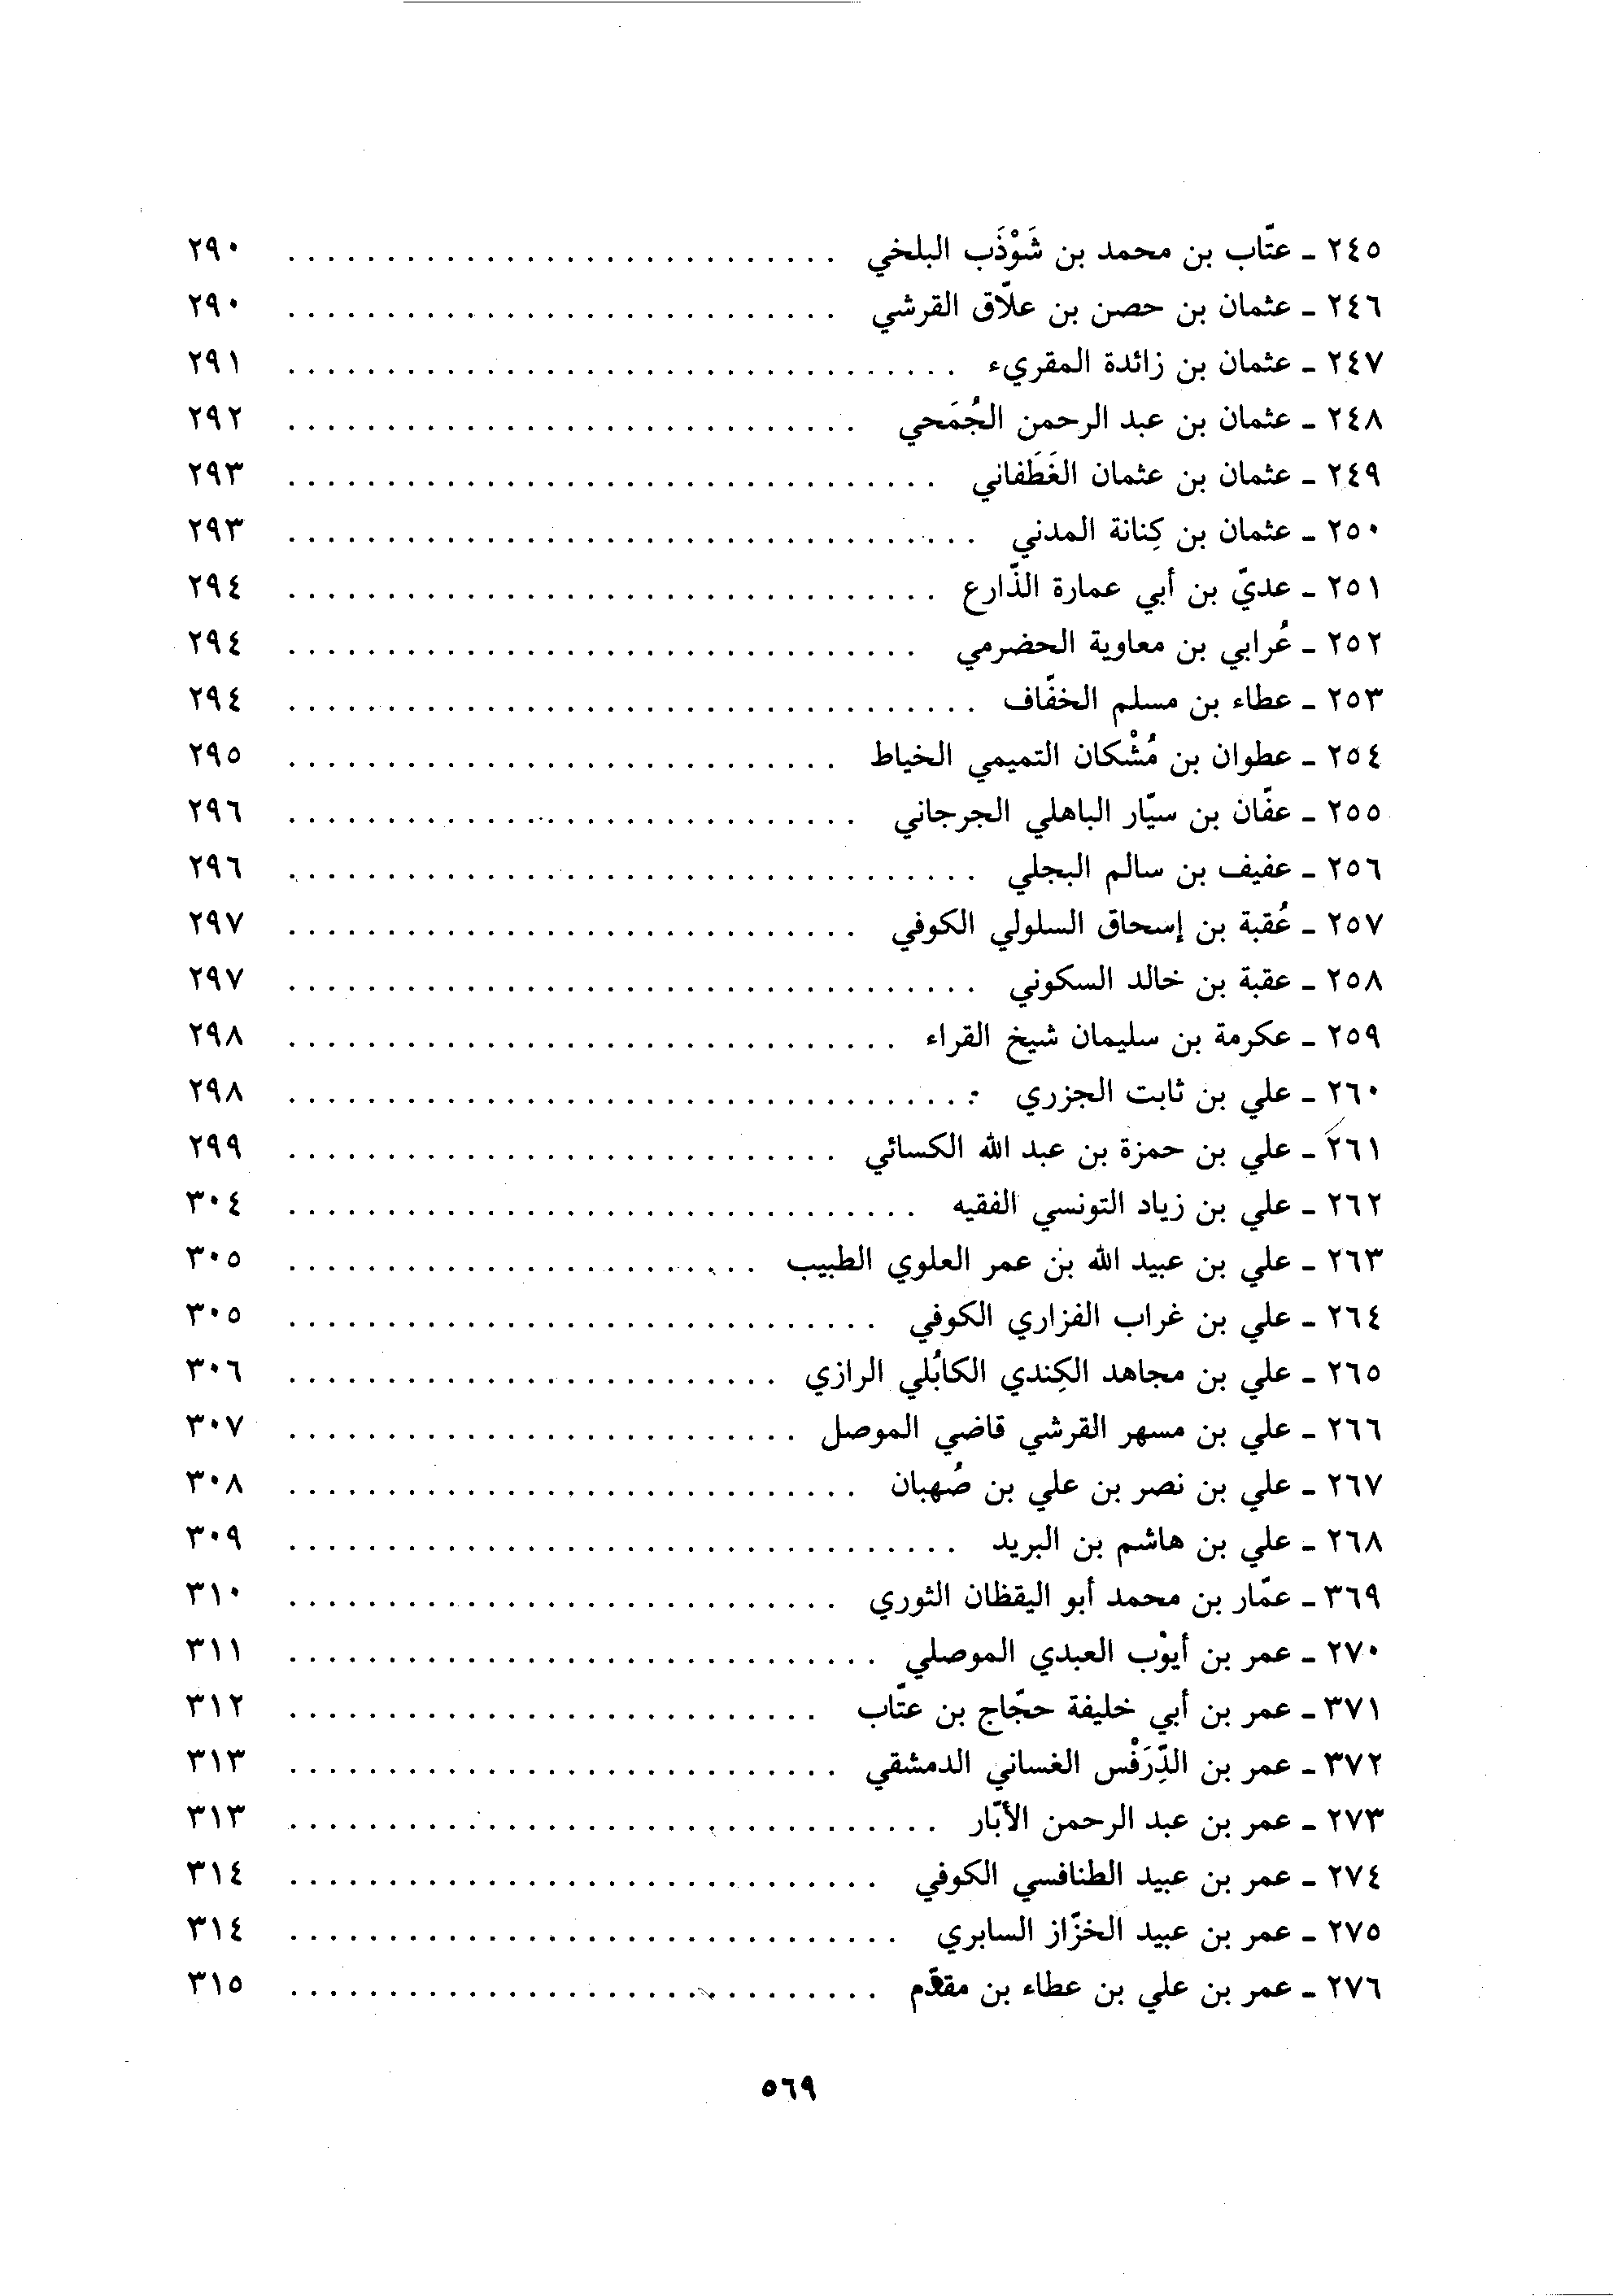 ٢٤٥ ـ عتّاب بن محمد بن شَوْذَب البلخي . . . . . . . . . . . . . . . . . . . . . . . . . . . . ٢٩٠
٢٤٦ ـ عثمان بن حصن بن علّاق القرشي . . . . . . . . . . . . . . . . . . . . . . . . . . . . ٢٩٠
٢٤٧ ـ عثمان بن زائدة المقريء . . . . . . . . . . . . . . . . . . . . . . . . . . . . . . . . . . ٢٩١
٢٤٨ ـ عثمان بن عبد الرحمن الجُمَحي . . . . . . . . . . . . . . . . . . . . . . . . . . . . . ٢٩٢
٢٤٩ ـ عثمان بن عثمان الغَطَفاني . . . . . . . . . . . . . . . . . . . . . . . . . . . . . . . . . ٢٩٣
٢٥٠ ـ عثمان بن كِنانة المدني . . . . . . . . . . . . . . . . . . . . . . . . . . . . . . . . . . . ٢٩٣
٢٥١ ـ عديّ بن أبي عمارة الذّارع . . . . . . . . . . . . . . . . . . . . . . . . . . . . . . . . . ٢٩٤
٢٥٢ ـ عُرابي بن معاوية الحضرمي . . . . . . . . . . . . . . . . . . . . . . . . . . . . . . . . ٢٩٤
٢٥٣ ـ عطاء بن مسلم الخفّاف . . . . . . . . . . . . . . . . . . . . . . . . . . . . . . . . . . . ٢٩٤
٢٥٤ ـ عطوان بن مُشْكان التميمي الخياط . . . . . . . . . . . . . . . . . . . . . . . . . . . . ٢٩٥
٢٥٥ ـ عفّان بن سيّار الباهلي الجرجاني . . . . . . . . . . . . . . . . . . . . . . . . . . . . . ٢٩٦
٢٥٦ ـ عفيف بن سالم البجلي . . . . . . . . . . . . . . . . . . . . . . . . . . . . . . . . . . . ٢٩٦
٢٥٧ ـ عُقبة بن إسحاق السلولي الكوفي . . . . . . . . . . . . . . . . . . . . . . . . . . . . . ٢٩٧
٢٥٨ ـ عقبة بن خالد السكوني . . . . . . . . . . . . . . . . . . . . . . . . . . . . . . . . . . . ٢٩٧
٢٥٩ ـ عكرمة بن سليمان شيخ القراء . . . . . . . . . . . . . . . . . . . . . . . . . . . . . . . ٢٩٨
٢٦٠ ـ علي بن ثابت الجزري . . . . . . . . . . . . . . . . . . . . . . . . . . . . . . . . . . . ٢٩٨
٢٦١ ـ علي بن حمزة بن عبد الله الكسائي . . . . . . . . . . . . . . . . . . . . . . . . . . . . ٢٩٩
٢٦٢ ـ علي بن زياد التونسي الفقيه . . . . . . . . . . . . . . . . . . . . . . . . . . . . . . . . ٣٠٤
٢٦٣ ـ علي بن عبيد الله بن عمر العلوي الطبيب . . . . . . . . . . . . . . . . . . . . . . . . ٣٠٥
٢٦٤ ـ علي بن غراب الفزاري الكوفي . . . . . . . . . . . . . . . . . . . . . . . . . . . . . . ٣٠٥
٢٦٥ ـ علي بن مجاهد الكِندي الكابُلي الرازي . . . . . . . . . . . . . . . . . . . . . . . . . ٣٠٦
٢٦٦ ـ علي بن مسهر القرشي قاضي الموصل . . . . . . . . . . . . . . . . . . . . . . . . . . ٣٠٧
٢٦٧ ـ علي بن نصر بن علي بن صُهبان . . . . . . . . . . . . . . . . . . . . . . . . . . . . . ٣٠٨
٢٦٨ ـ علي بن هاشم بن البريد . . . . . . . . . . . . . . . . . . . . . . . . . . . . . . . . . . ٣٠٩
٣٦٩ ـ عمّار بن محمد أبو اليقظان الثوري . . . . . . . . . . . . . . . . . . . . . . . . . . . . ٣١٠
٢٧٠ ـ عمر بن أيوّب العبدي الموصلي . . . . . . . . . . . . . . . . . . . . . . . . . . . . . . ٣١١
٣٧١ ـ عمر بن أبي خليفة حجّاج بن عتّاب . . . . . . . . . . . . . . . . . . . . . . . . . . . ٣١٢
٣٧٢ ـ عمر بن الدِّرَفْس الغساني الدمشقي . . . . . . . . . . . . . . . . . . . . . . . . . . . . ٣١٣
٢٧٣ ـ عمر بن عبد الرحمن الأبّار . . . . . . . . . . . . . . . . . . . . . . . . . . . . . . . . . ٣١٣
٢٧٤ ـ عمر بن عبيد الطنافسي الكوفي . . . . . . . . . . . . . . . . . . . . . . . . . . . . . . ٣١٤
٢٧٥ ـ عمر بن عبيد الخزّاز السابري . . . . . . . . . . . . . . . . . . . . . . . . . . . . . . . ٣١٤
٢٧٦ ـ عمر بن علي بن عطاء بن مقدّم . . . . . . . . . . . . . . . . . . . . . . . . . . . . . . ٣١٥
٥٦٩